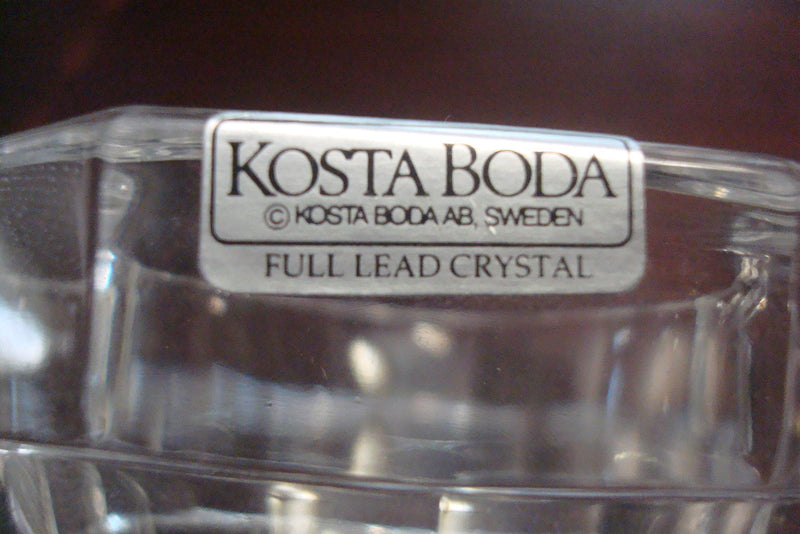 KOSTA BODA
© KOSTA BODA AB, SWEDEN
FULL LEAD CRYSTAL